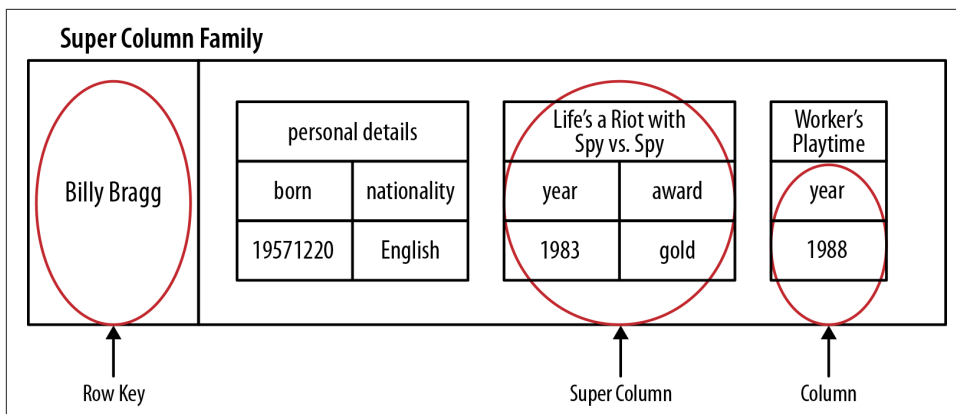 Super Column Family
Billy Bragg
personal details
born nationality
19571220 English
Life's a Riot with
Spy vs. Spy
year award
1983 gold
Worker's
Playtime
year
1988
Row Key
Super Column
Column